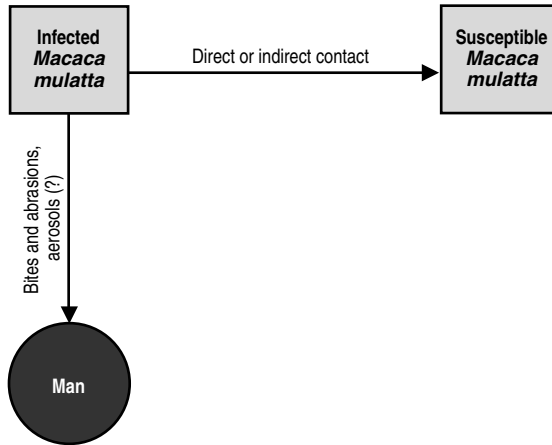 Infected
Macaca
mulatta
Direct or indirect contact
Susceptible
Macaca
mulatta
Bites and abrasions,
aerosols (?)
Man